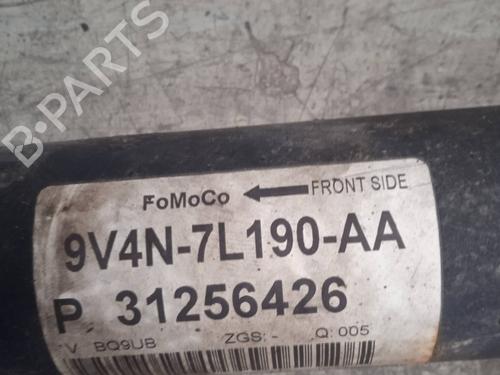 B-PARTS
FoMoCo FRONT SIDE
9V4N-7L190-AA
P 31256426
V BQ9UB ZGS: - Q: 005